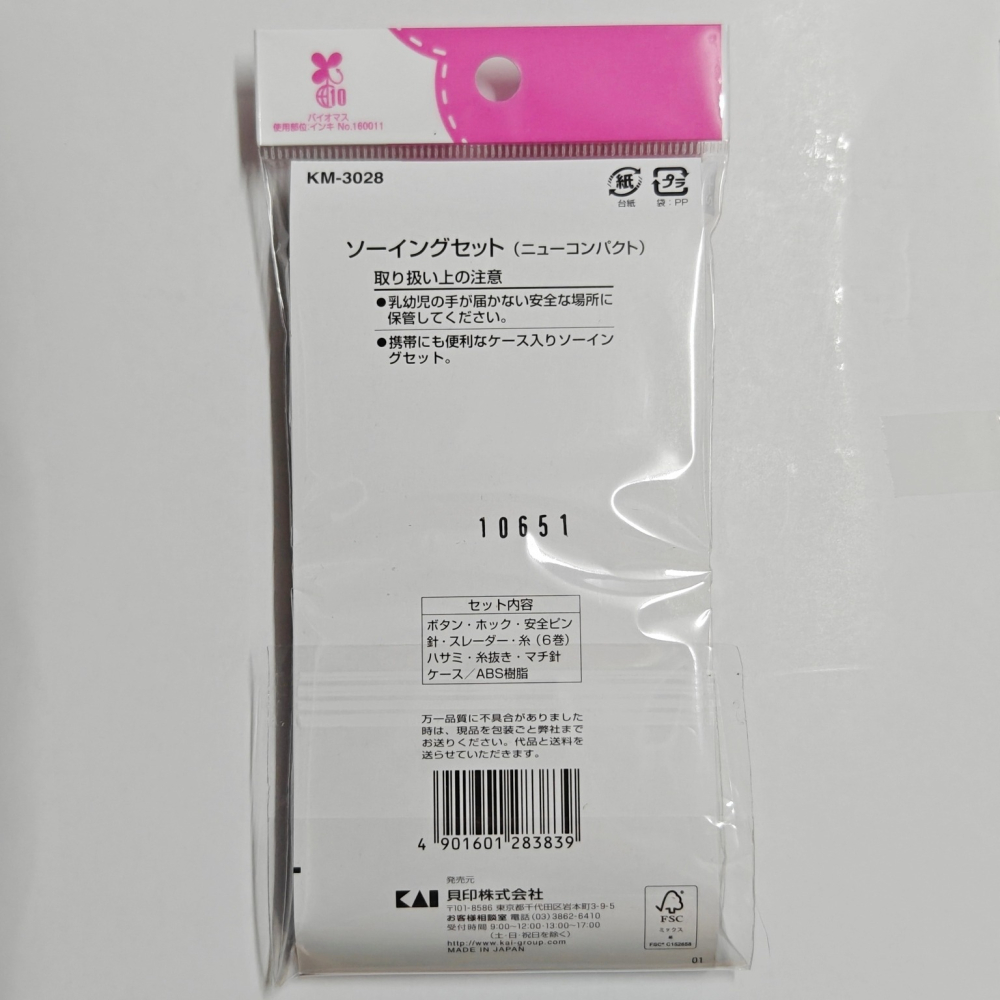 10
バイオマス
使用部位:インキ No.160011
KM-3028
紙
台紙
プラ
袋:PP
ソーイングセット(ニューコンパクト)
取り扱い上の注意
●乳幼児の手が届かない安全な場所に
保管してください。
●携帯にも便利なケース入りソーイン
グセット。
10651
セット内容
ボタン・ホック・安全ピン
針・スレーダー・糸(6巻)
ハサミ・糸抜き・マチ針
ケース/ABS樹脂
万一品質に不具合がありました
時は、現品を包装ごと弊社まで
お送りください。代品と送料を
送らせていただきます。
4 901601 283839
発売元
KAI 貝印株式会社
〒101-8586 東京都千代田区岩本町3-9-5
お客様相談室 電話(03)3862-6410
受付時間 9:00~12:00・13:00~17:00
(土・日・祝日を除く)
http://www.kai-group.com
MADE IN JAPAN
FSC
ミックス
紙
01